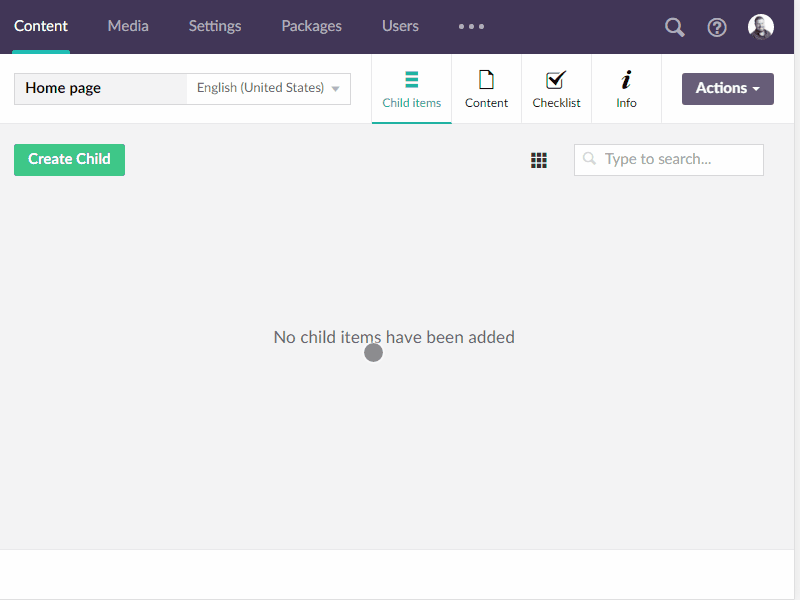 Content Media Settings Packages Users
Home page English (United States) Child items Content Checklist Info Actions
Create Child Type to search...
No child items have been added